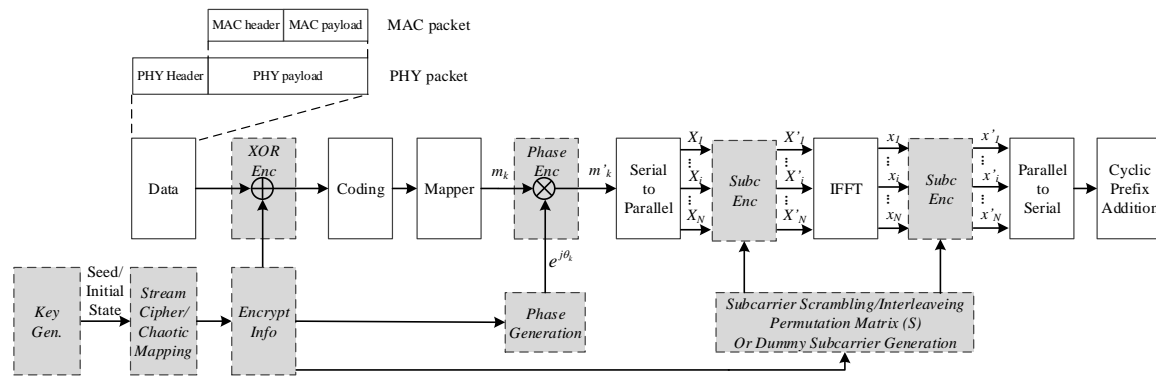 MAC header MAC payload MAC packet
PHY Header PHY payload PHY packet
Data
XOR
Enc
Coding
Mapper
m_k
Phase
Enc
m'_k
Serial
to
Parallel
X_1
⋮
X_i
⋮
X_N
Subc
Enc
X'_1
⋮
X'_i
⋮
X'_N
IFFT
x_1
⋮
x_i
⋮
x_N
Subc
Enc
x'_1
⋮
x'_i
⋮
x'_N
Parallel
to
Serial
Cyclic
Prefix
Addition
e^{jθ_k}
Key
Gen.
Seed/
Initial
State
Stream
Cipher/
Chaotic
Mapping
Encrypt
Info
Phase
Generation
Subcarrier Scrambling/Interleaveing
Permutation Matrix (S)
Or Dummy Subcarrier Generation